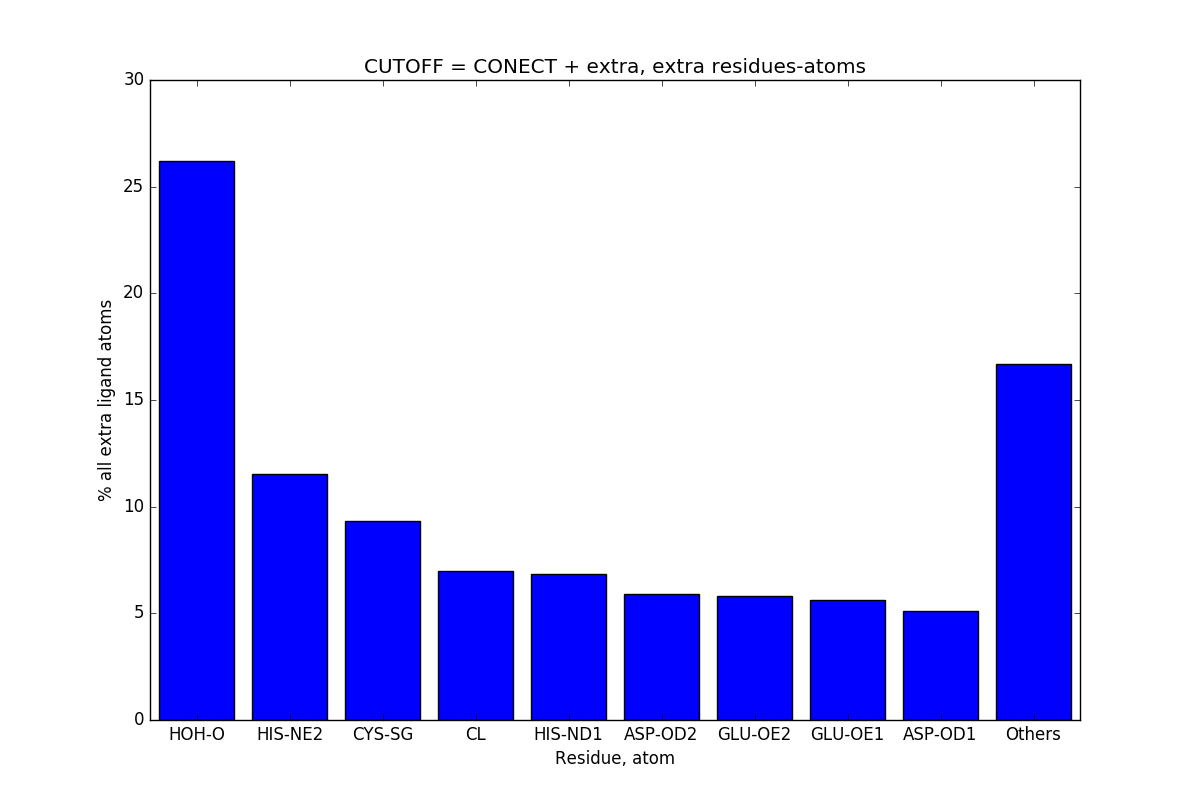 CUTOFF = CONECT + extra, extra residues-atoms
% all extra ligand atoms
30
25
20
15
10
5
0
HOH-O HIS-NE2 CYS-SG CL HIS-ND1 ASP-OD2 GLU-OE2 GLU-OE1 ASP-OD1 Others
Residue, atom